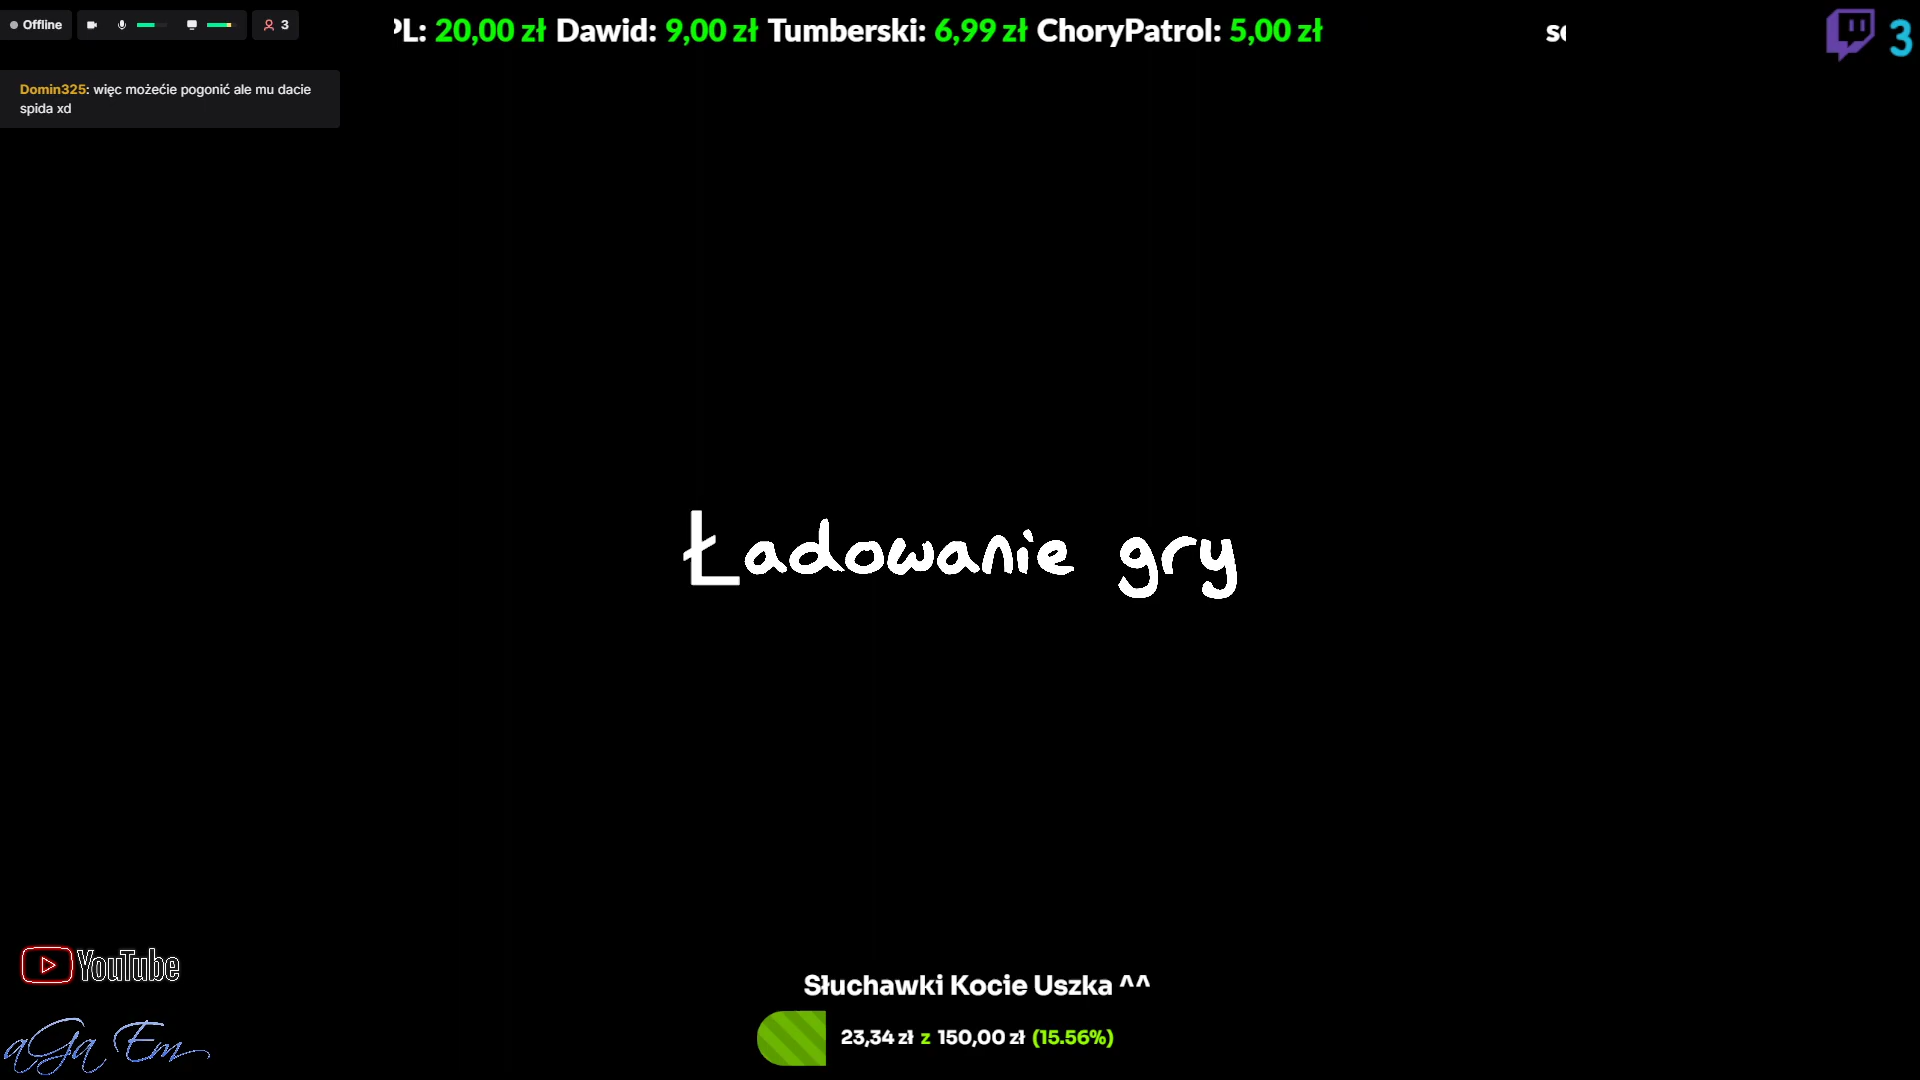 Offline
3
PL: 20,00 zł Dawid: 9,00 zł Tumberski: 6,99 zł ChoryPatrol: 5,00 zł
3
Domin325: więc możećie pogonić ale mu dacie
spida xd
Ładowanie gry
YouTube
aGa Em
Słuchawki Kocie Uszka ^^
23,34 zł z 150,00 zł (15.56%)